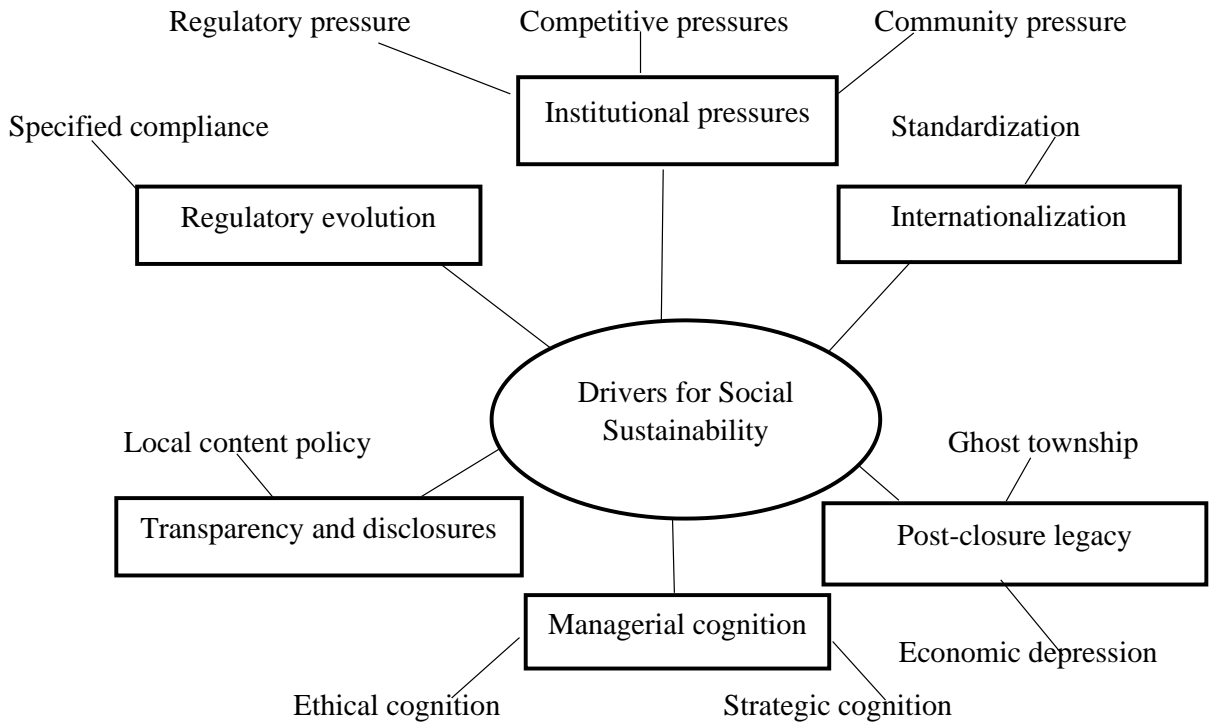 Regulatory pressure
Competitive pressures
Community pressure
Institutional pressures
Specified compliance
Standardization
Regulatory evolution
Internationalization
Drivers for Social
Sustainability
Local content policy
Ghost township
Transparency and disclosures
Post-closure legacy
Managerial cognition
Economic depression
Ethical cognition
Strategic cognition